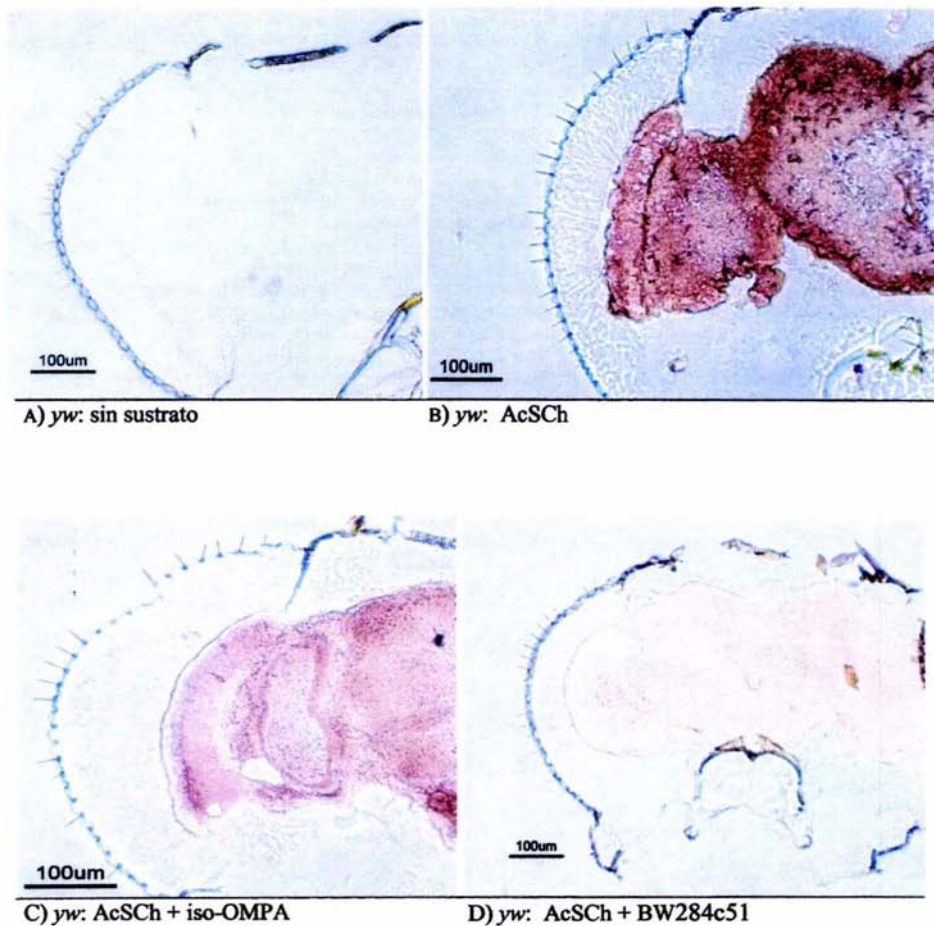 100um
A) yw: sin sustrato
100um
B) yw: AcSCh
100um
C) yw: AcSCh + iso-OMPA
100um
D) yw: AcSCh + BW284c51